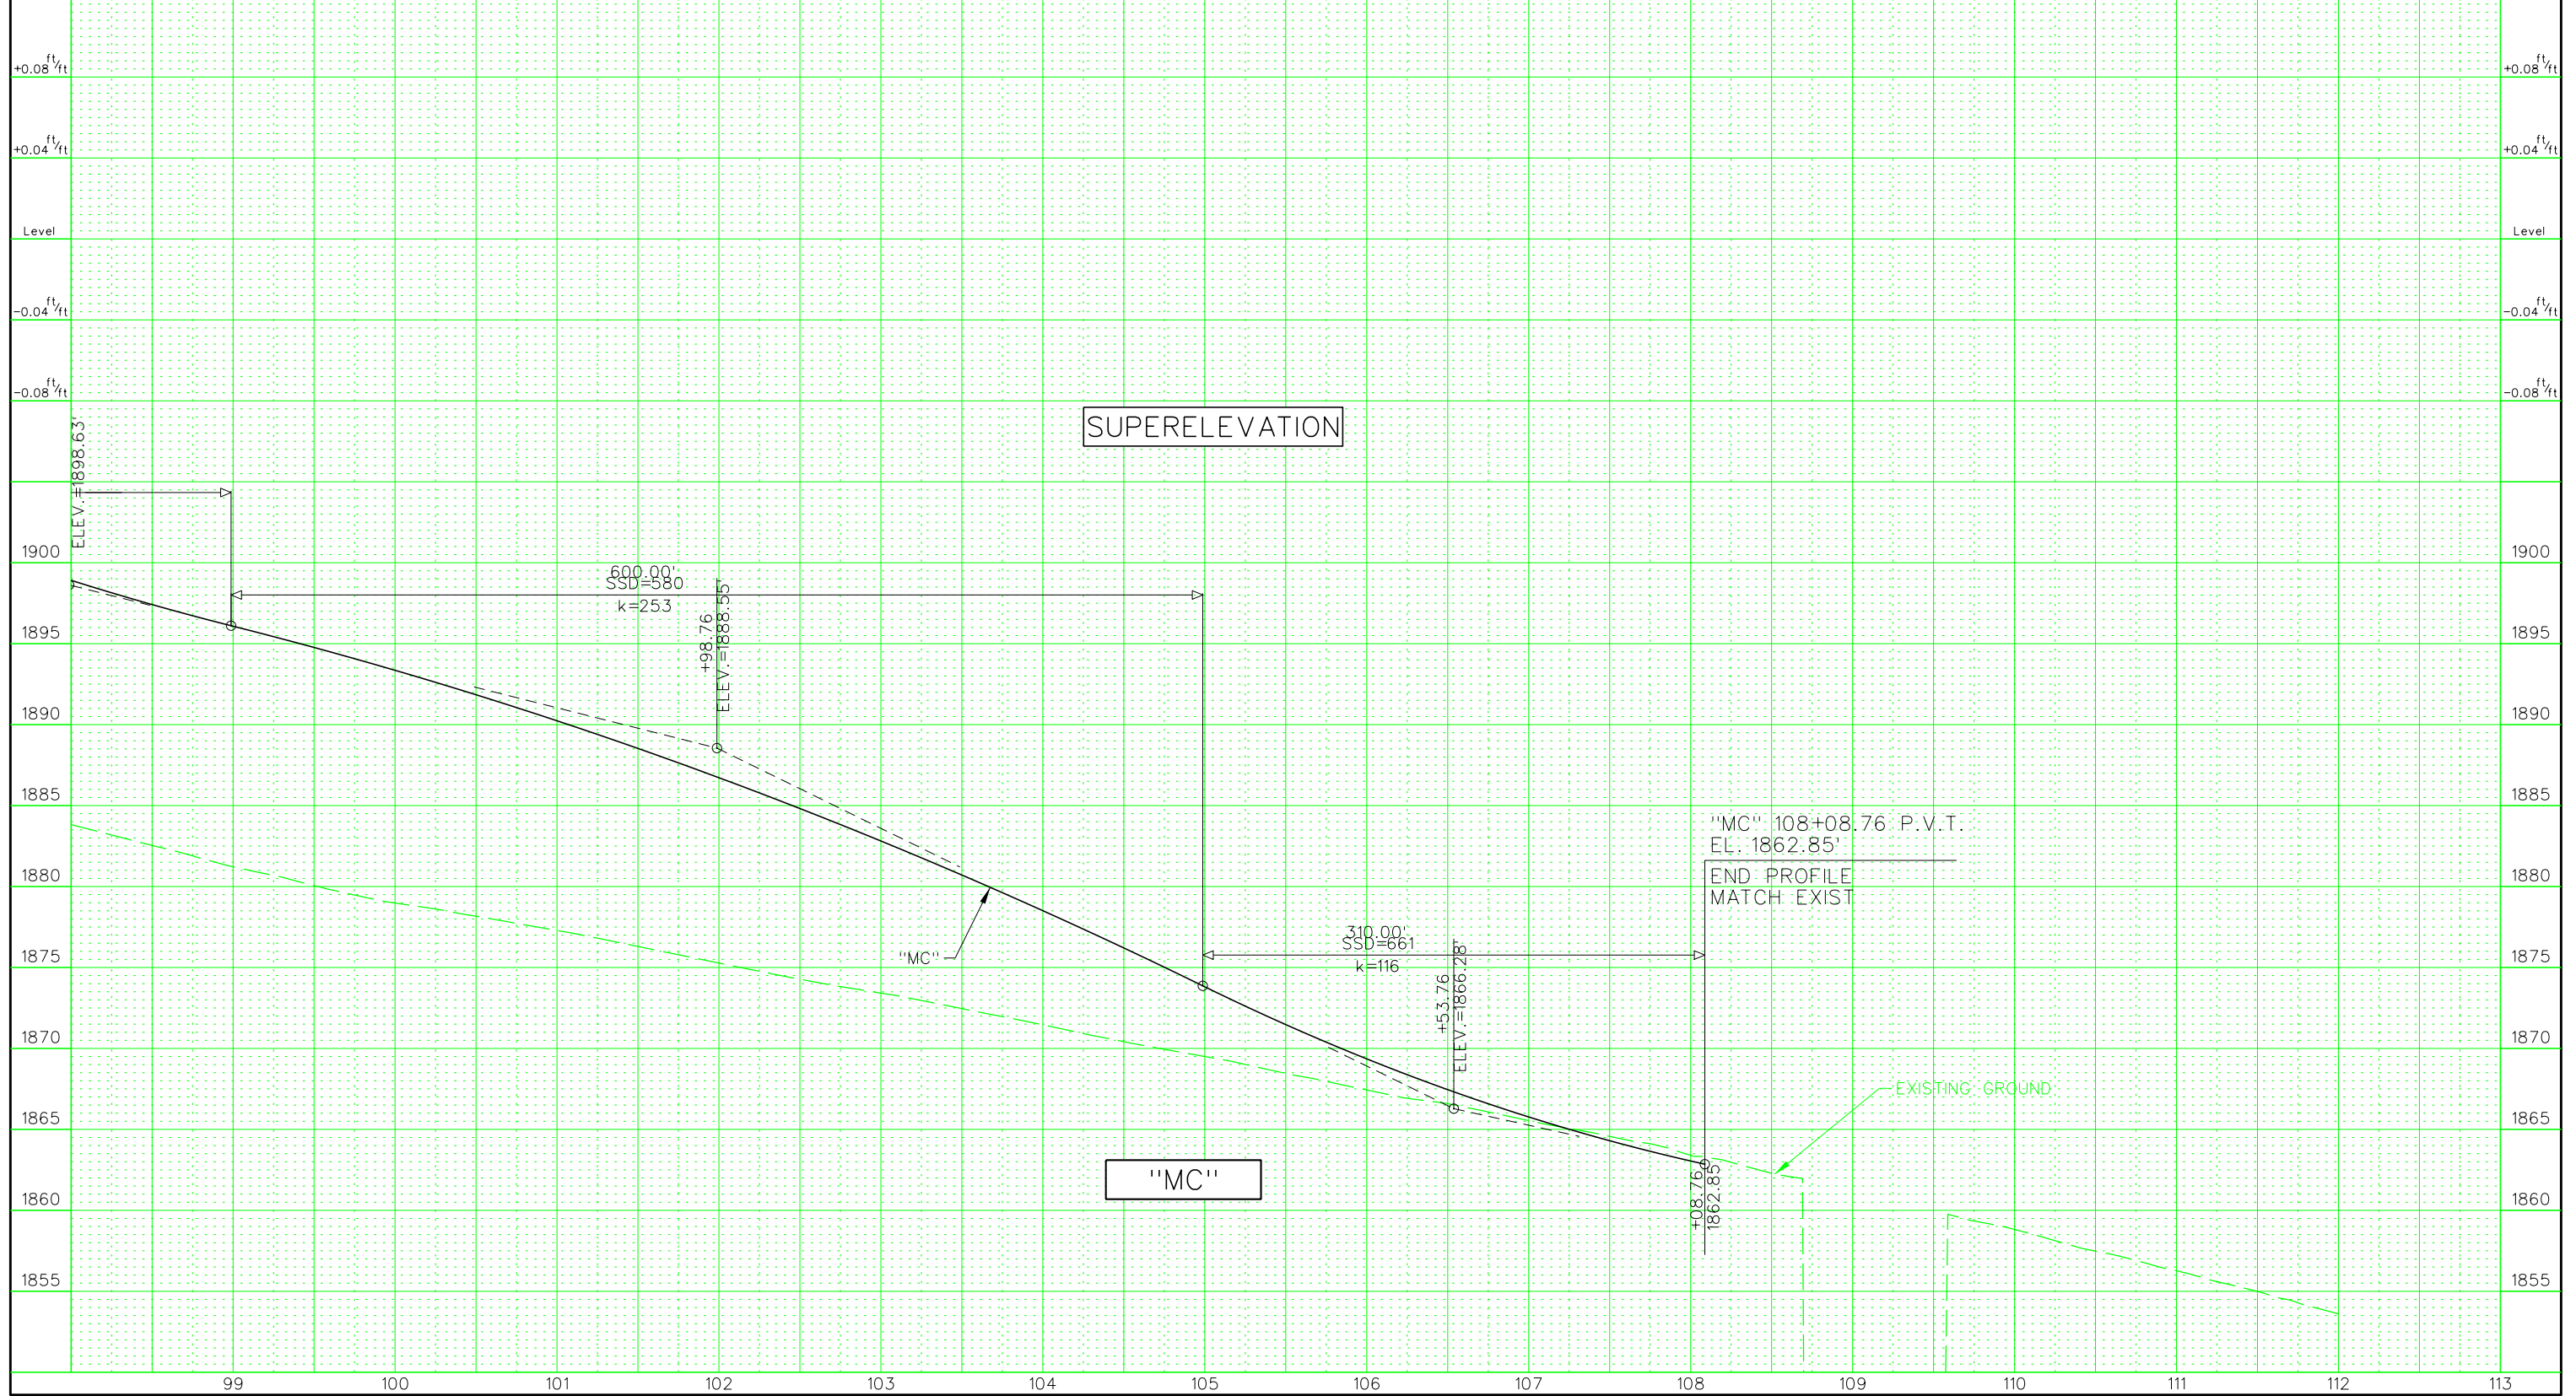 +0.08 ft/ft
+0.08 ft/ft
+0.04 ft/ft
+0.04 ft/ft
Level
Level
-0.04 ft/ft
-0.04 ft/ft
-0.08 ft/ft
-0.08 ft/ft
SUPERELEVATION
ELEV.=1898.63'
1900
1900
600.00'
SSD=580
k=253
+98.76
ELEV.=1888.55'
1895
1895
1890
1890
1885
1885
"MC" 108+08.76 P.V.T.
EL. 1862.85'
END PROFILE
MATCH EXIST
1880
1880
"MC"
310.00'
SSD=661
k=116
+53.76
ELEV.=1866.28'
1875
1875
1870
1870
EXISTING GROUND
1865
1865
"MC"
+08.76
1862.85
1860
1860
1855
1855
99 100 101 102 103 104 105 106 107 108 109 110 111 112 113